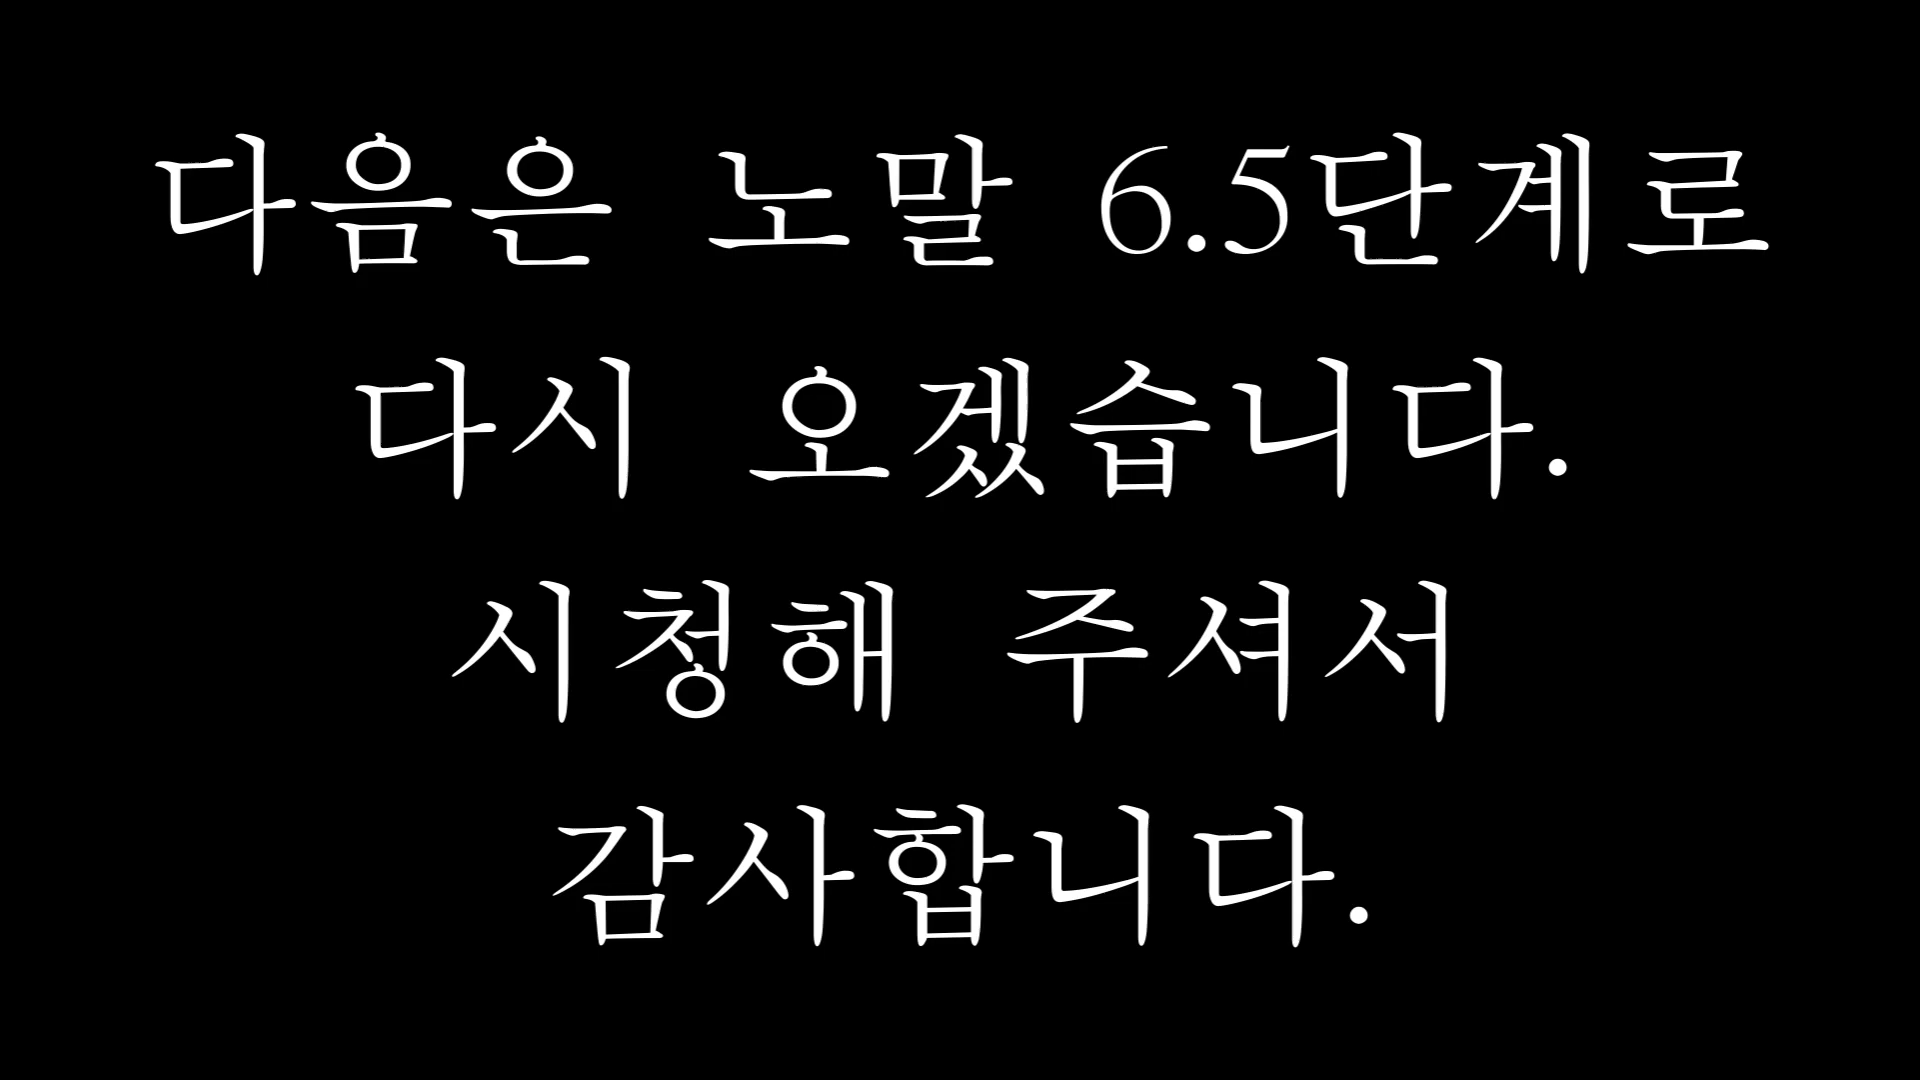 다음은 노말 6.5단계로
다시 오겠습니다.
시청해 주셔서
감사합니다.